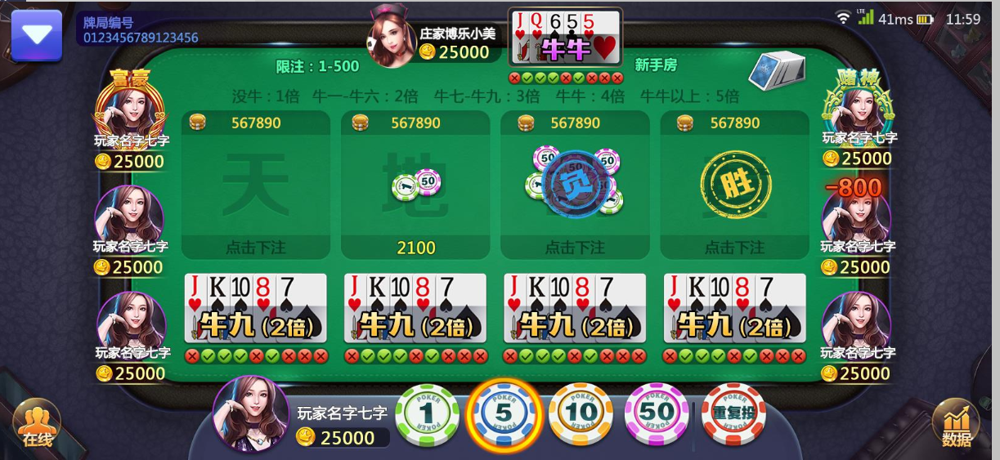 牌局编号
0123456789123456
庄家博乐小美
25000
J Q 6 5 5
牛牛
LTE
41ms
11:59
限注：1-500
新手房
没牛：1倍 牛一-牛六：2倍 牛七-牛九：3倍 牛牛：4倍 牛牛以上：5倍
富豪
玩家名字七字
25000
赌神
玩家名字七字
25000
567890
567890
567890
567890
天
地
50
50
50
50
负
胜
点击下注
2100
点击下注
点击下注
玩家名字七字
25000
-800
玩家名字七字
25000
J K 10 8 7
牛九(2倍)
J K 10 8 7
牛九(2倍)
J K 10 8 7
牛九(2倍)
J K 10 8 7
牛九(2倍)
玩家名字七字
25000
玩家名字七字
25000
在线
玩家名字七字
25000
POKER
1
POKER
POKER
5
POKER
POKER
10
POKER
POKER
50
POKER
POKER
重复投
POKER
数据